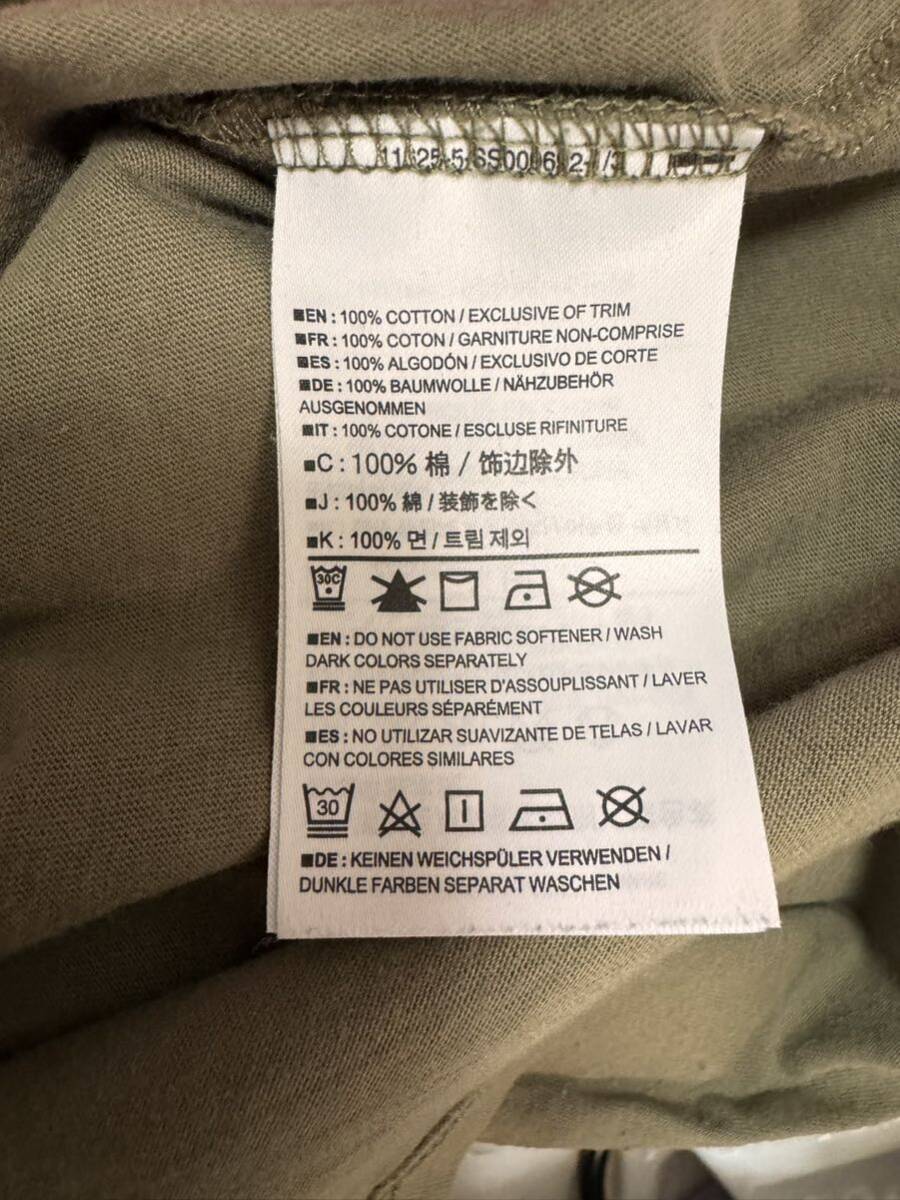 ■EN : 100% COTTON / EXCLUSIVE OF TRIM
■FR : 100% COTON / GARNITURE NON-COMPRISE
■ES : 100% ALGODÓN / EXCLUSIVO DE CORTE
■DE : 100% BAUMWOLLE / NÄHZUBEHÖR
AUSGENOMMEN
■IT : 100% COTONE / ESCLUSE RIFINITURE
■C : 100% 棉 / 饰边除外
■J : 100% 綿 / 装飾を除く
■K : 100% 면 / 트림 제외
30C
■EN : DO NOT USE FABRIC SOFTENER / WASH
DARK COLORS SEPARATELY
■FR : NE PAS UTILISER D'ASSOUPLISSANT / LAVER
LES COULEURS SÉPARÉMENT
■ES : NO UTILIZAR SUAVIZANTE DE TELAS / LAVAR
CON COLORES SIMILARES
30
■DE : KEINEN WEICHSPÜLER VERWENDEN /
DUNKLE FARBEN SEPARAT WASCHEN